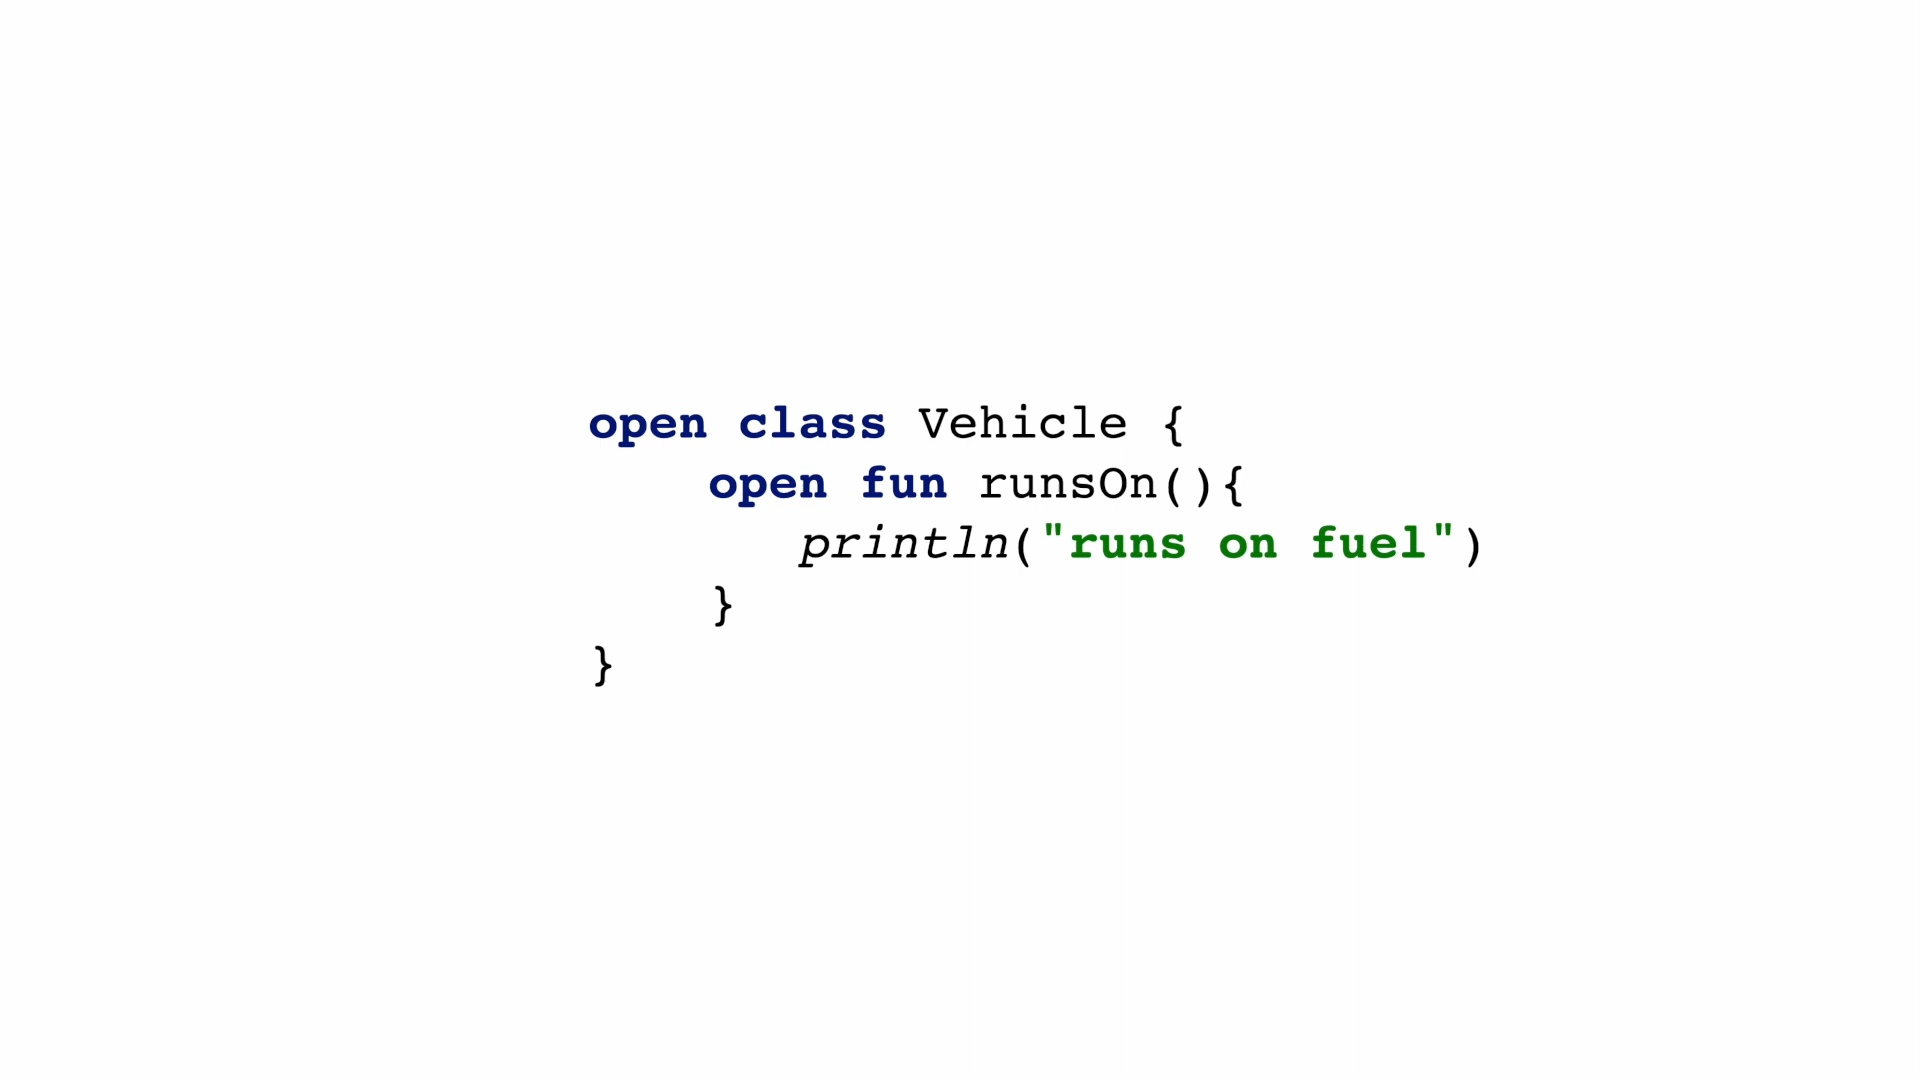 open class Vehicle {
    open fun runsOn(){
       println("runs on fuel")
    }
}